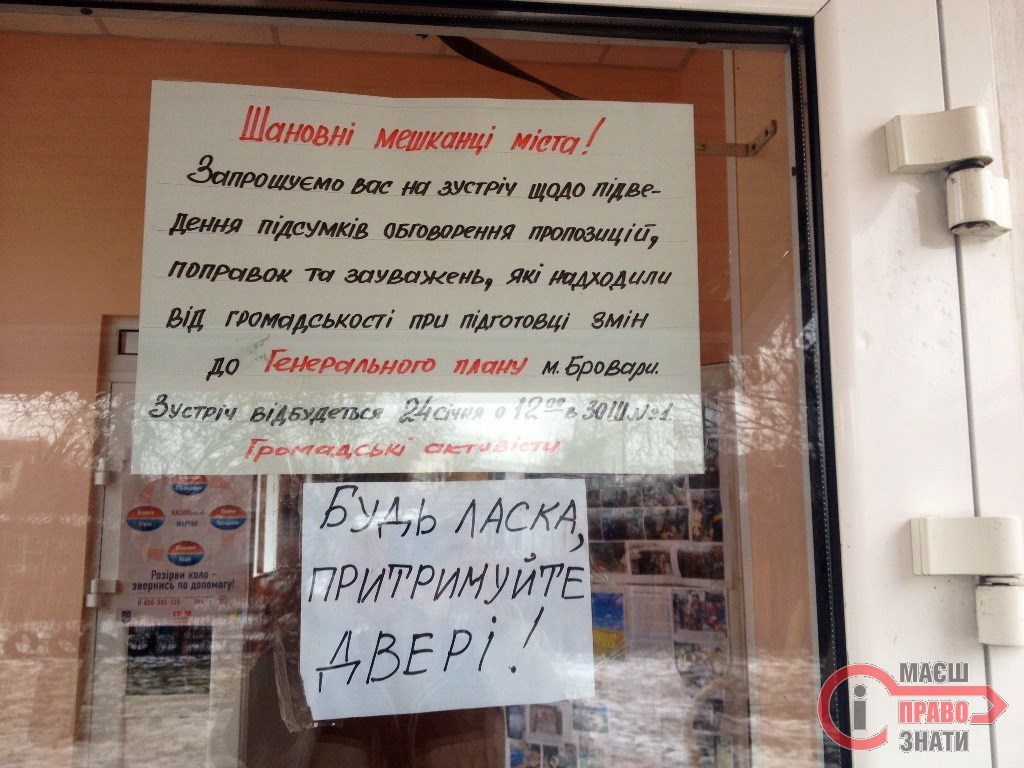 Шановні мешканці міста!
Запрошуємо вас на зустріч щодо підве-
дення підсумків обговорення пропозицій,
поправок та зауважень, які надходили
від громадськості при підготовці змін
до Генерального плану м. Бровари.
Зустріч відбудеться 24 січня о 12 00 в ЗОШ №1
Громадські активісти
БУДЬ ЛАСКА,
ПРИТРИМУЙТЕ
ДВЕРІ!
Розірви коло -
звернись по допомогу!
МАЄШ
ПРАВО
ЗНАТИ